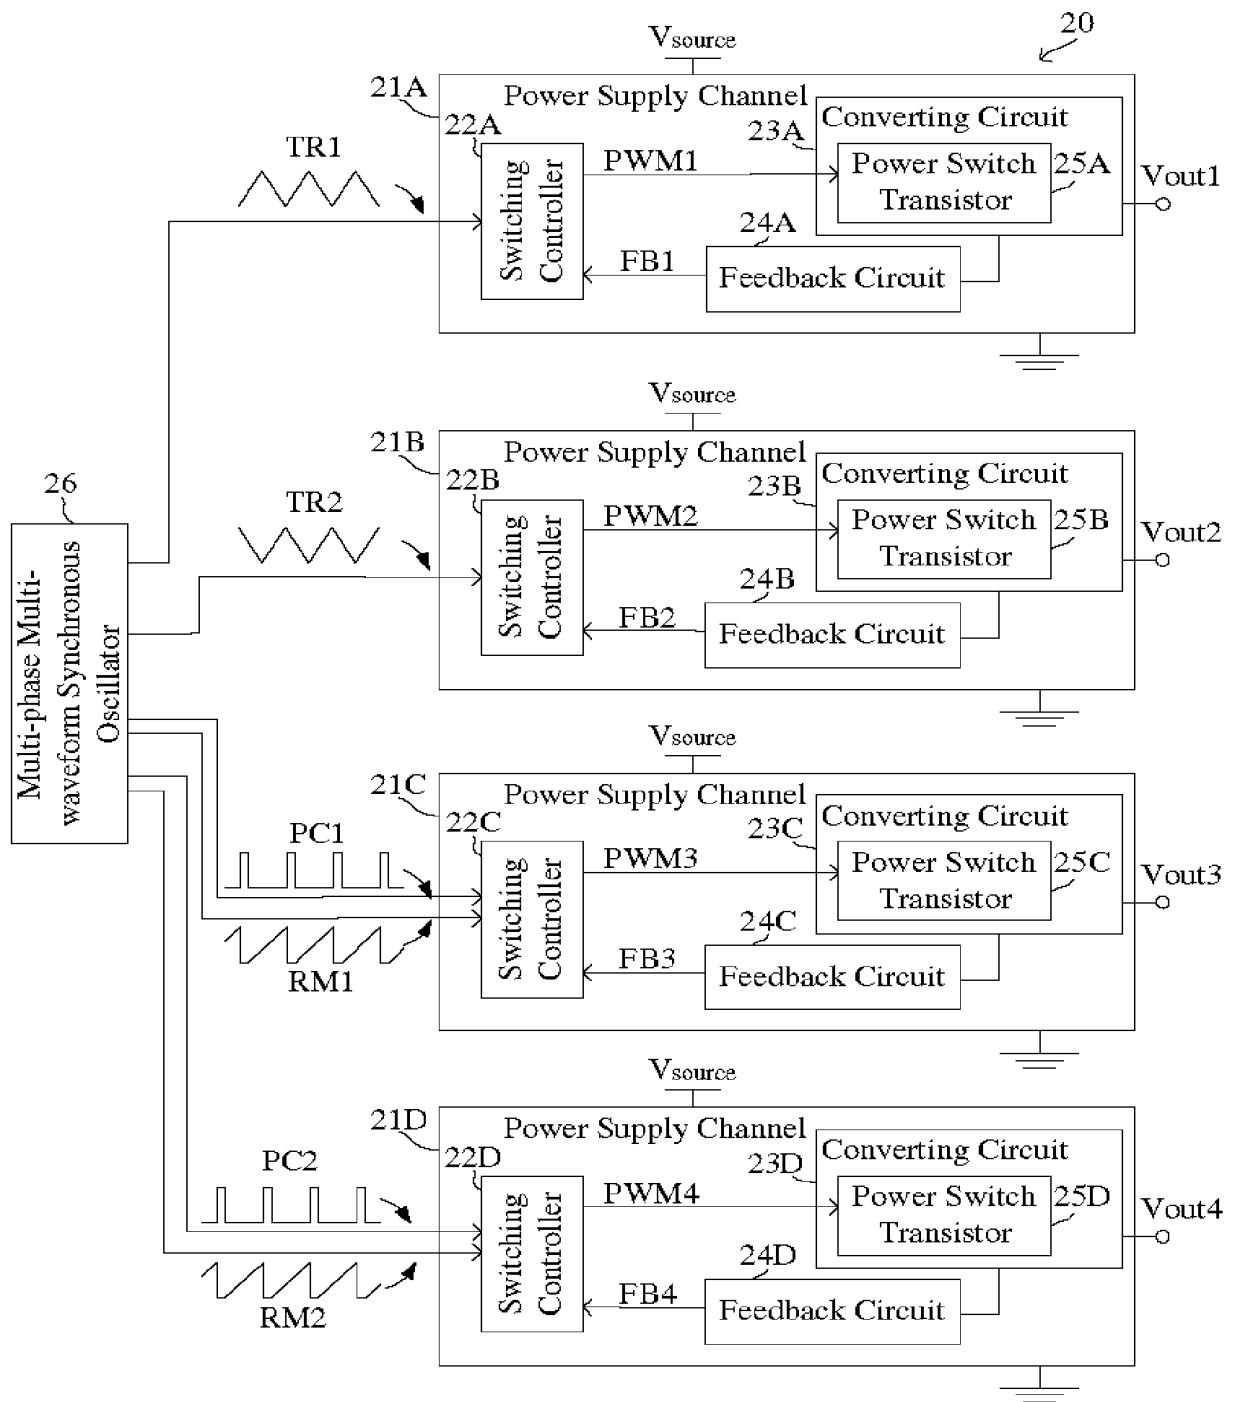 20
Vsource
21A
Power Supply Channel
22A
23A
Converting Circuit
TR1
PWM1
Power Switch
Transistor
25A
Vout1
Switching
Controller
24A
FB1
Feedback Circuit
Vsource
21B
Power Supply Channel
22B
23B
Converting Circuit
26
TR2
PWM2
Power Switch
Transistor
25B
Vout2
Switching
Controller
24B
FB2
Feedback Circuit
Multi-phase Multi-
waveform Synchronous
Oscillator
Vsource
21C
Power Supply Channel
22C
23C
Converting Circuit
PC1
PWM3
Power Switch
Transistor
25C
Vout3
Switching
Controller
24C
FB3
Feedback Circuit
RM1
Vsource
21D
Power Supply Channel
22D
23D
Converting Circuit
PC2
PWM4
Power Switch
Transistor
25D
Vout4
Switching
Controller
24D
FB4
Feedback Circuit
RM2